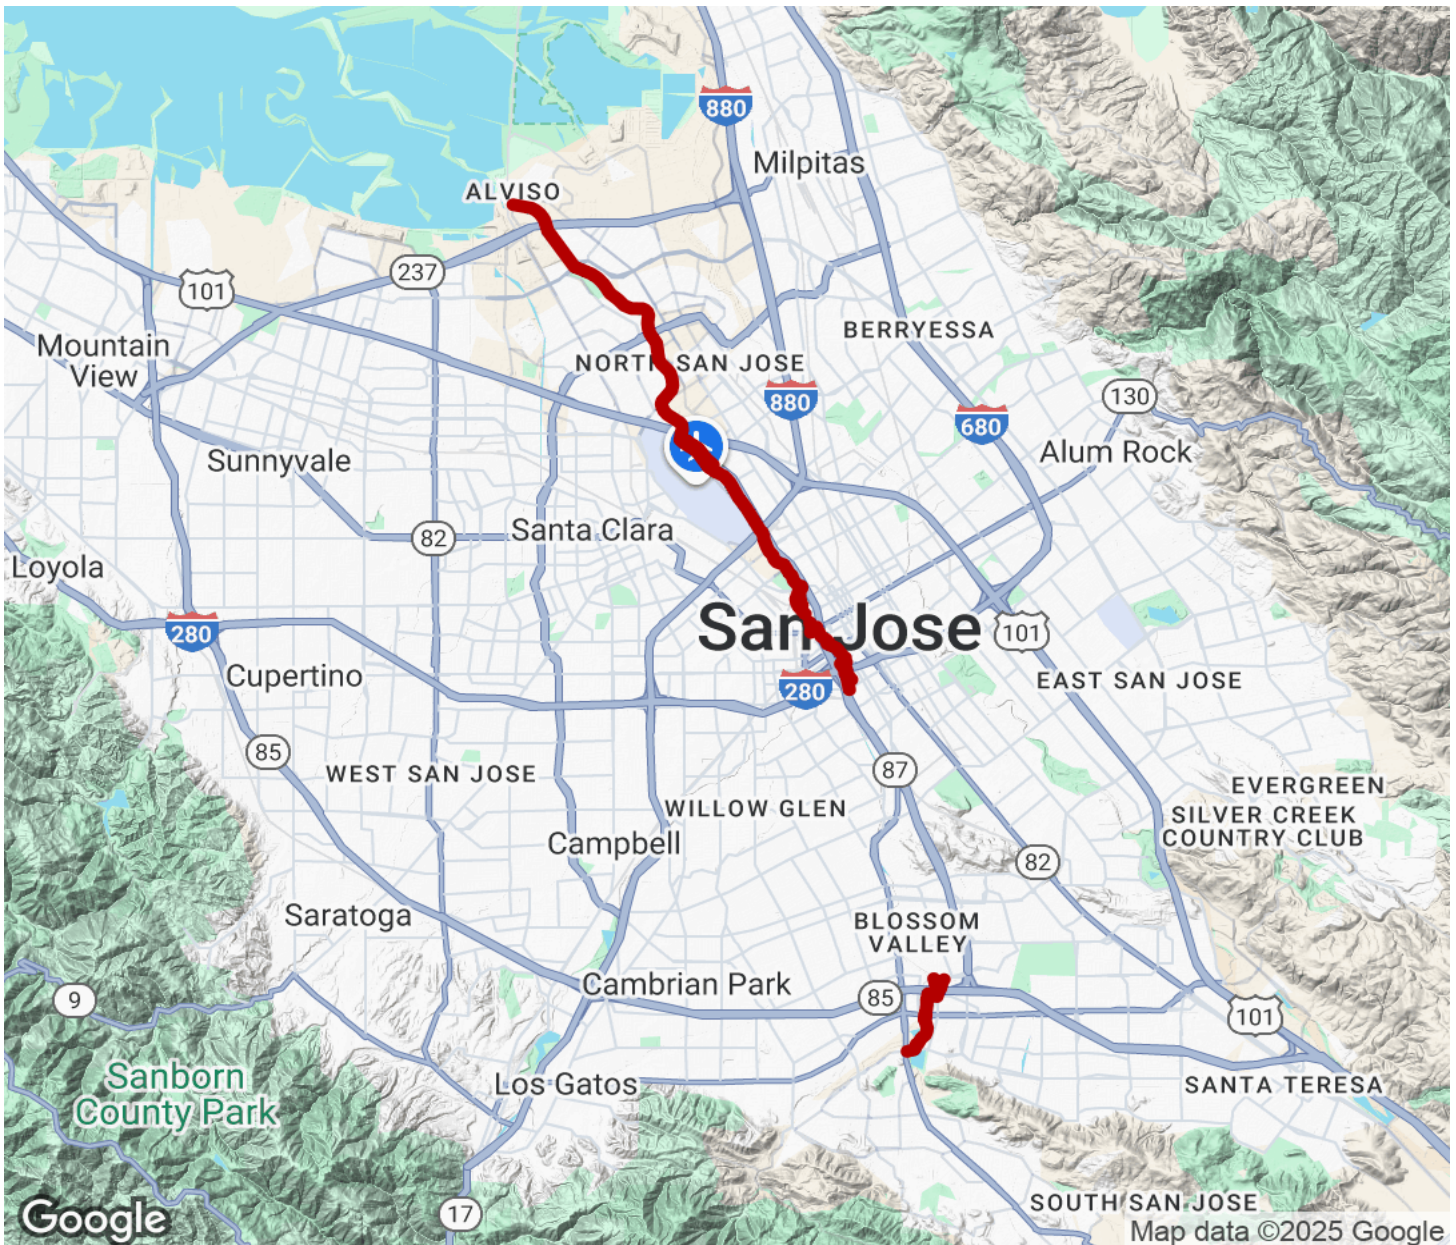 880
Milpitas
ALVISO
237
101
BERRYESSA
Mountain
View
NORTH SAN JOSE
880
130
680
Sunnyvale
Alum Rock
Santa Clara
82
Loyola
San Jose
280
101
Cupertino
280
EAST SAN JOSE
85
WEST SAN JOSE
87
EVERGREEN
WILLOW GLEN
SILVER CREEK
COUNTRY CLUB
Campbell
82
Saratoga
BLOSSOM
VALLEY
Cambrian Park
9
85
101
Sanborn
County Park
Los Gatos
SANTA TERESA
Google
17
SOUTH SAN JOSE
Map data ©2025 Google